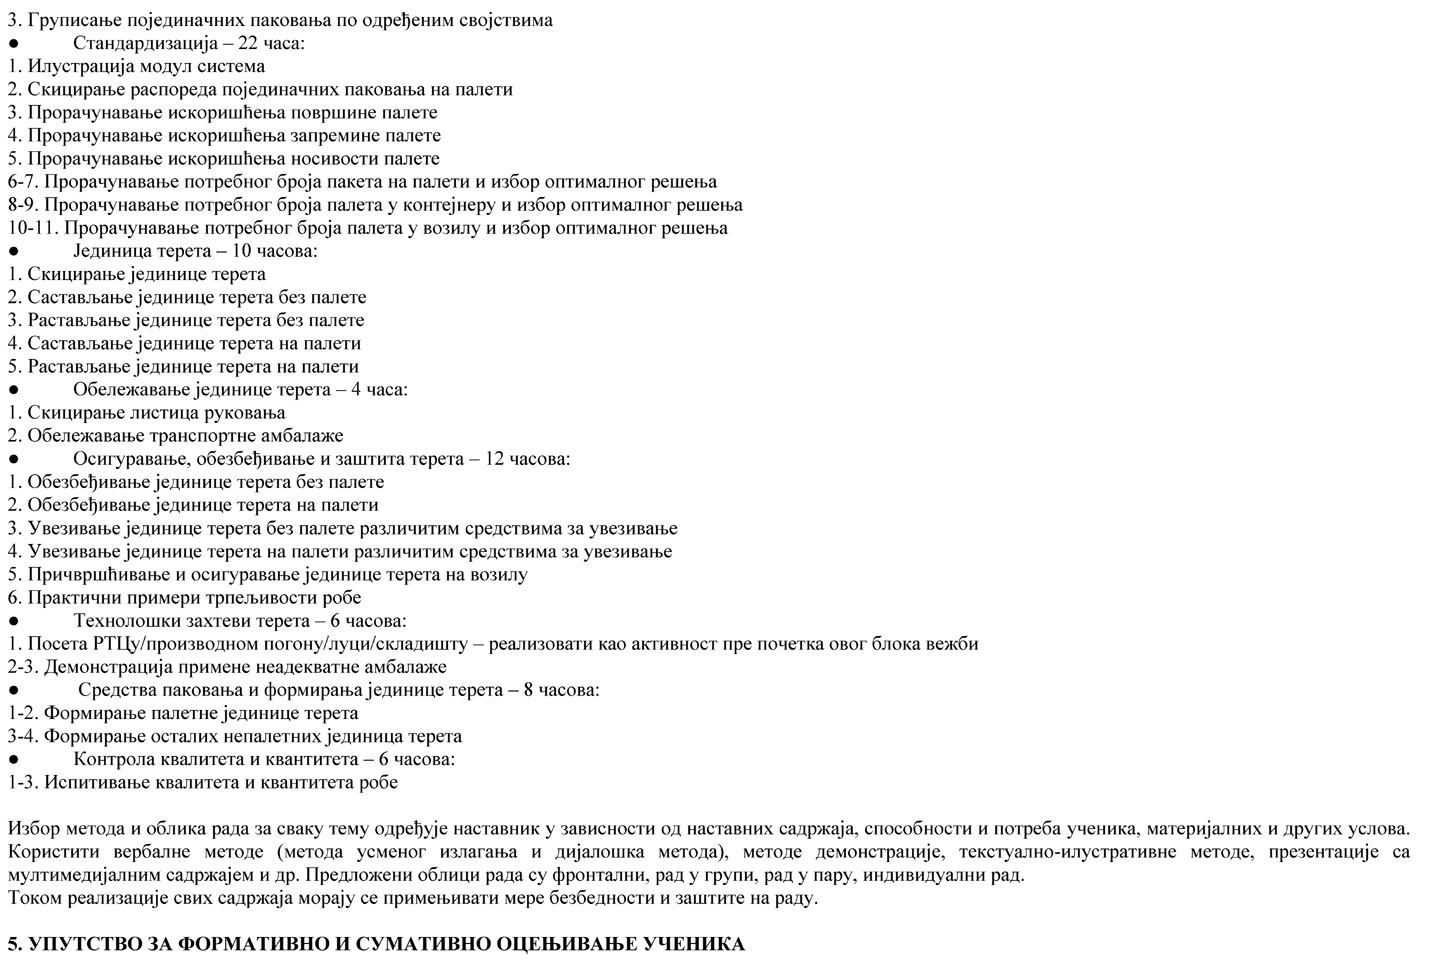 3. Груписање појединачних паковања по одређеним својствима
● Стандардизација – 22 часа:
1. Илустрација модул система
2. Скицирање распореда појединачних паковања на палети
3. Прорачунавање искоришћења површине палете
4. Прорачунавање искоришћења запремине палете
5. Прорачунавање искоришћења носивости палете
6-7. Прорачунавање потребног броја пакета на палети и избор оптималног решења
8-9. Прорачунавање потребног броја палета у контејнеру и избор оптималног решења
10-11. Прорачунавање потребног броја палета у возилу и избор оптималног решења
● Јединица терета – 10 часова:
1. Скицирање јединице терета
2. Састављање јединице терета без палете
3. Растављање јединице терета без палете
4. Састављање јединице терета на палети
5. Растављање јединице терета на палети
● Обележавање јединице терета – 4 часа:
1. Скицирање листица руковања
2. Обележавање транспортне амбалаже
● Осигуравање, обезбеђивање и заштита терета – 12 часова:
1. Обезбеђивање јединице терета без палете
2. Обезбеђивање јединице терета на палети
3. Увезивање јединице терета без палете различитим средствима за увезивање
4. Увезивање јединице терета на палети различитим средствима за увезивање
5. Причвршћивање и осигуравање јединице терета на возилу
6. Практични примери трпељивости робе
● Технолошки захтеви терета – 6 часова:
1. Посета РТЦу/производном погону/луци/складишту – реализовати као активност пре почетка овог блока вежби
2-3. Демонстрација примене неадекватне амбалаже
● Средства паковања и формирања јединице терета – 8 часова:
1-2. Формирање палетне јединице терета
3-4. Формирање осталих непалетних јединица терета
● Контрола квалитета и квантитета – 6 часова:
1-3. Испитивање квалитета и квантитета робе
Избор метода и облика рада за сваку тему одређује наставник у зависности од наставних садржаја, способности и потреба ученика, материјалних и других услова.
Користити вербалне методе (метода усменог излагања и дијалошка метода), методе демонстрације, текстуално-илустративне методе, презентације са
мултимедијалним садржајем и др. Предложени облици рада су фронтални, рад у групи, рад у пару, индивидуални рад.
Током реализације свих садржаја морају се примењивати мере безбедности и заштите на раду.
5. УПУТСТВО ЗА ФОРМАТИВНО И СУМАТИВНО ОЦЕЊИВАЊЕ УЧЕНИКА